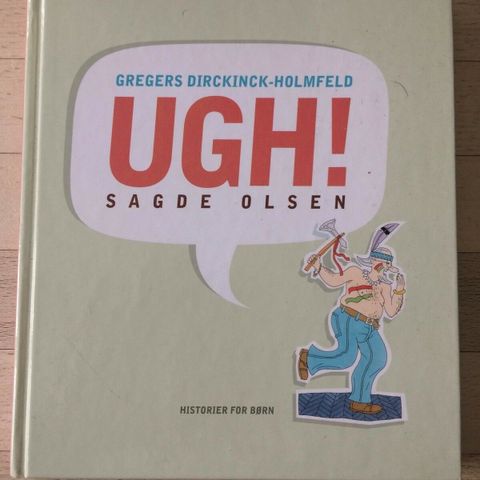 GREGERS DIRCKINCK-HOLMFELD
UGH!
SAGDE OLSEN
HISTORIER FOR BØRN